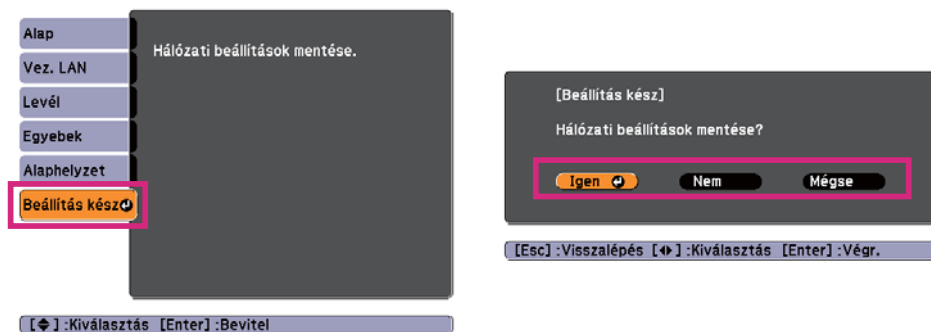 Alap
Vez. LAN
Levél
Egyebek
Alaphelyzet
Beállítás kész
Hálózati beállítások mentése.
[ ] :Kiválasztás [Enter] :Bevitel
[Beállítás kész]
Hálózati beállítások mentése?
Igen Nem Mégse
[Esc] :Visszalépés [ ] :Kiválasztás [Enter] :Végr.